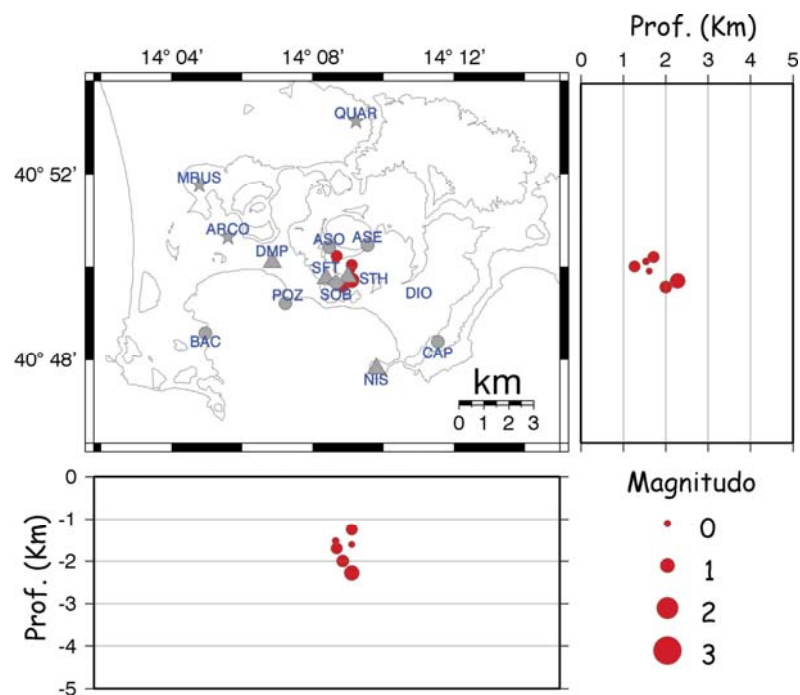 Prof. (Km)
0 1 2 3 4 5
14° 04' 14° 08' 14° 12'
QUAR
40° 52'
MRUS
ARCO
DMP
ASO
ASE
SFT
STH
SOB
DIO
POZ
BAC
40° 48'
CAP
NIS
km
0 1 2 3
Prof. (Km)
0
-1
-2
-3
-4
-5
Magnitudo
0
1
2
3